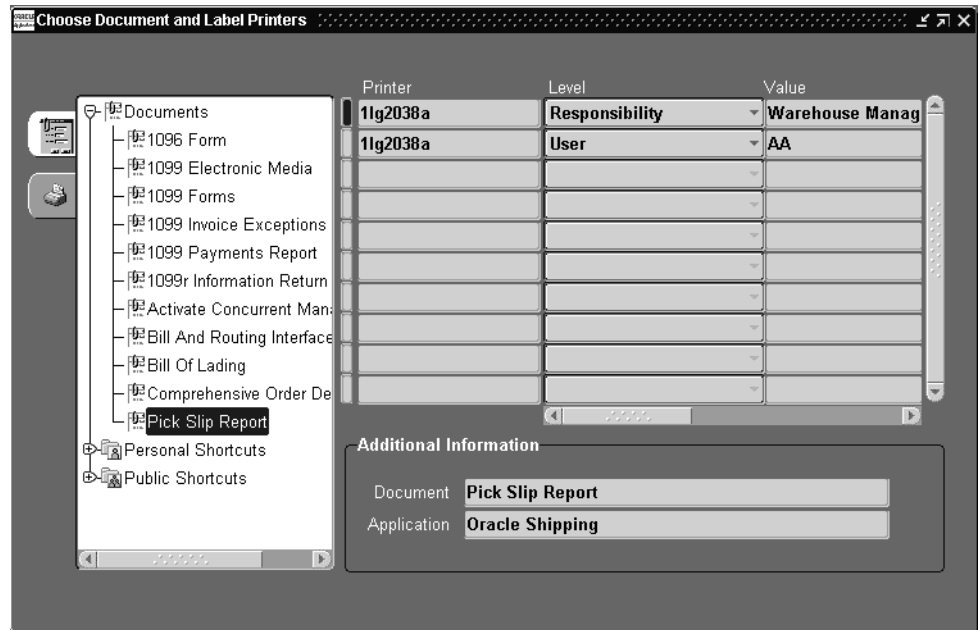 Choose Document and Label Printers
Printer Level Value
Documents
1096 Form
1099 Electronic Media
1099 Forms
1099 Invoice Exceptions
1099 Payments Report
1099r Information Return
Activate Concurrent Man
Bill And Routing Interface
Bill Of Lading
Comprehensive Order De
Pick Slip Report
Personal Shortcuts
Public Shortcuts
1lg2038a Responsibility Warehouse Manag
1lg2038a User AA
Additional Information
Document Pick Slip Report
Application Oracle Shipping